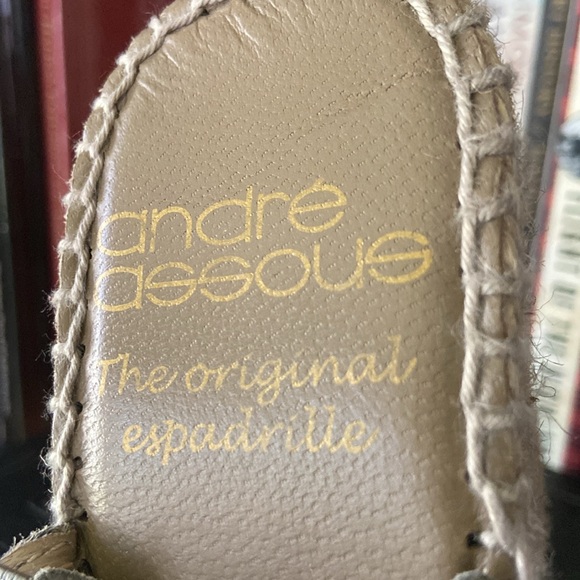 andré
assous
The original
espadrille